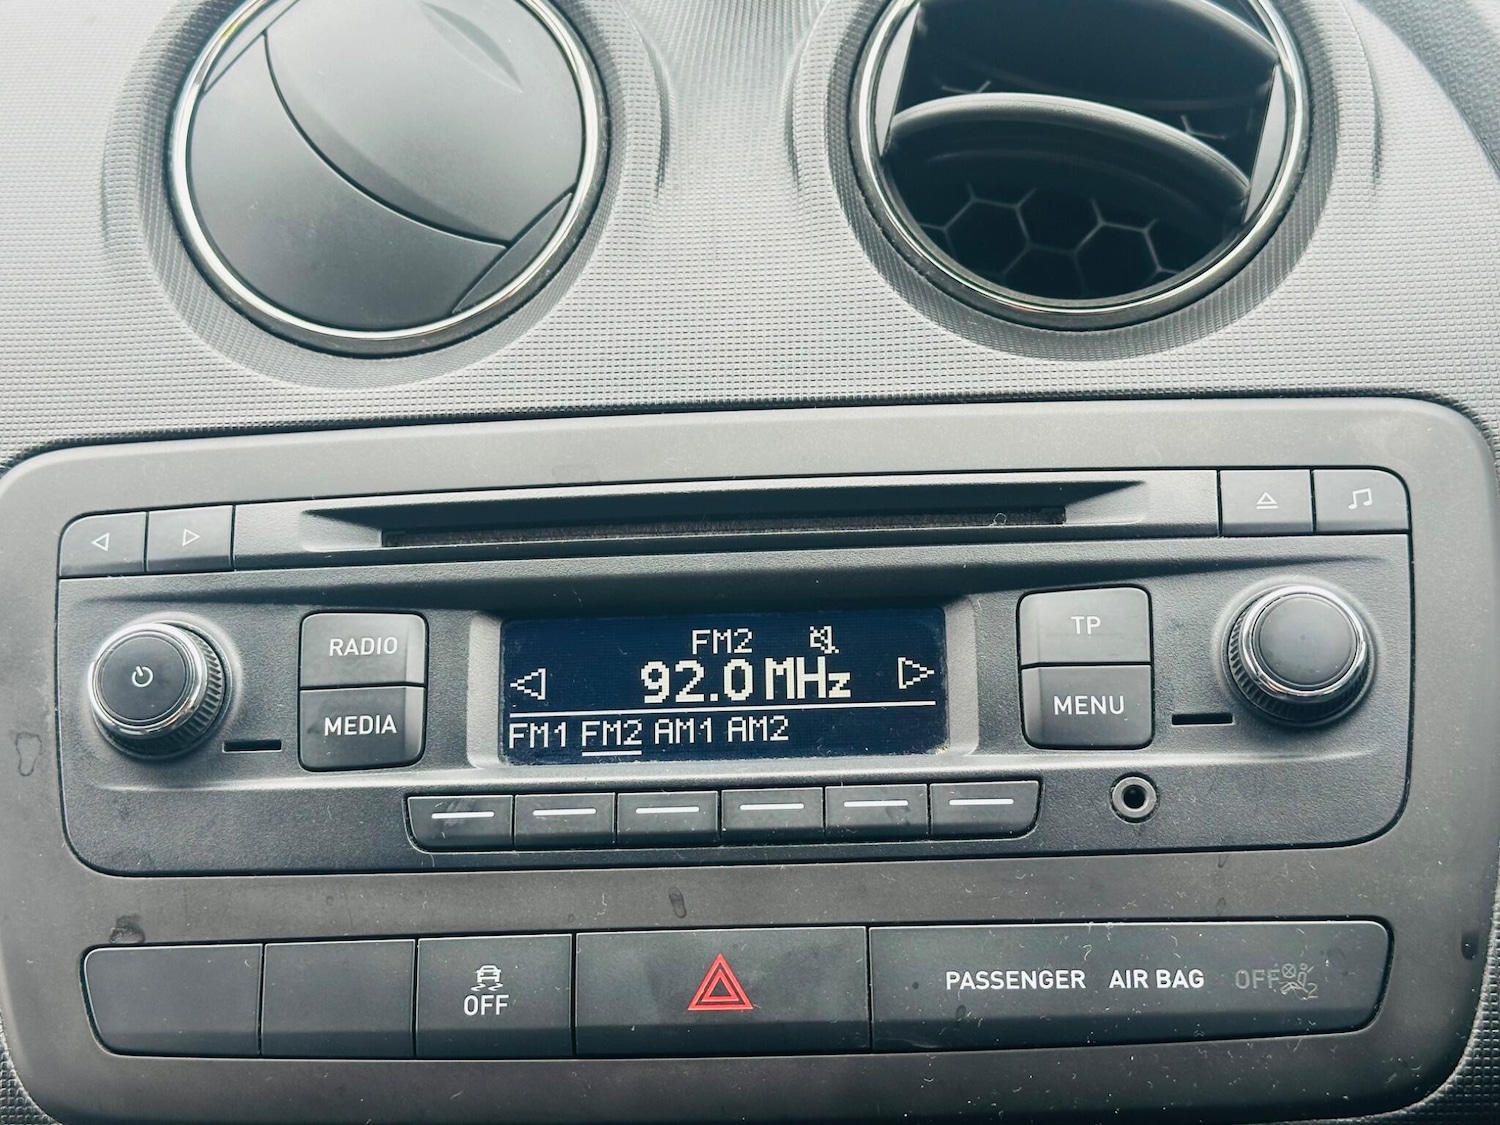 RADIO
MEDIA
FM2
92.0 MHz
FM1 FM2 AM1 AM2
TP
MENU
OFF
PASSENGER AIR BAG OFF